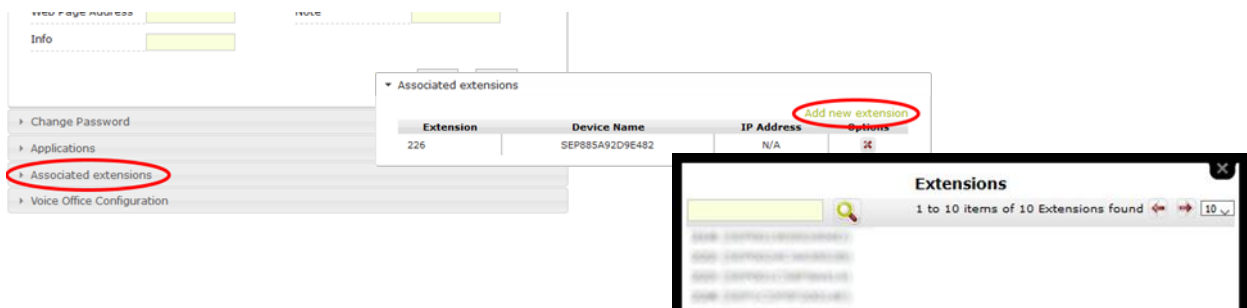 Web Page Address
Note
Info
Change Password
Applications
Associated extensions
Voice Office Configuration
Associated extensions
Add new extension
Extension Device Name IP Address Options
226 SEP885A92D9E482 N/A
Extensions
1 to 10 items of 10 Extensions found 10